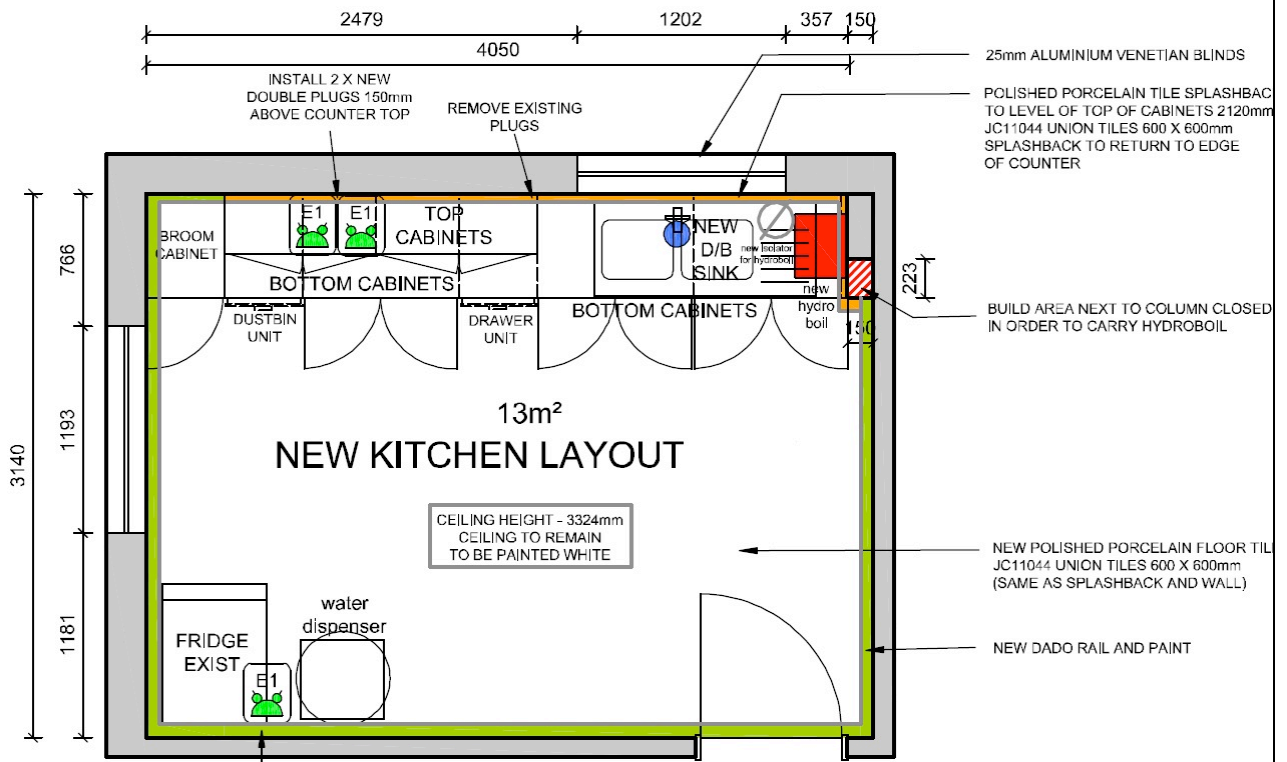 2479
1202
357
150
4050
25mm ALUMINIUM VENETIAN BLINDS
INSTALL 2 X NEW
DOUBLE PLUGS 150mm
ABOVE COUNTER TOP
REMOVE EXISTING
PLUGS
POLISHED PORCELAIN TILE SPLASHBAC
TO LEVEL OF TOP OF CABINETS 2120mm
JC11044 UNION TILES 600 X 600mm
SPLASHBACK TO RETURN TO EDGE
OF COUNTER
766
1193
1181
3140
BROOM
CABINET
E1
E1
TOP
CABINETS
BOTTOM CABINETS
NEW
D/B
SINK
new isolator
for hydroboil
new
hydro
boil
223
150
DUSTBIN
UNIT
DRAWER
UNIT
BOTTOM CABINETS
BUILD AREA NEXT TO COLUMN CLOSED
IN ORDER TO CARRY HYDROBOIL
13m²
NEW KITCHEN LAYOUT
CEILING HEIGHT - 3324mm
CEILING TO REMAIN
TO BE PAINTED WHITE
NEW POLISHED PORCELAIN FLOOR TIL
JC11044 UNION TILES 600 X 600mm
(SAME AS SPLASHBACK AND WALL)
water
dispenser
FRIDGE
EXIST
E1
NEW DADO RAIL AND PAINT